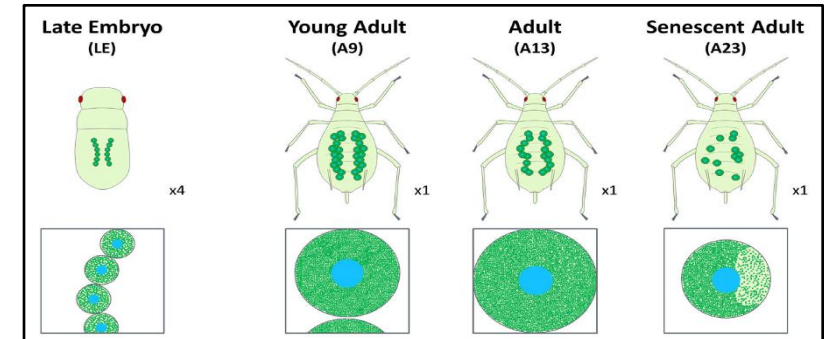 Late Embryo
(LE)
Young Adult
(A9)
Adult
(A13)
Senescent Adult
(A23)
x4
x1
x1
x1